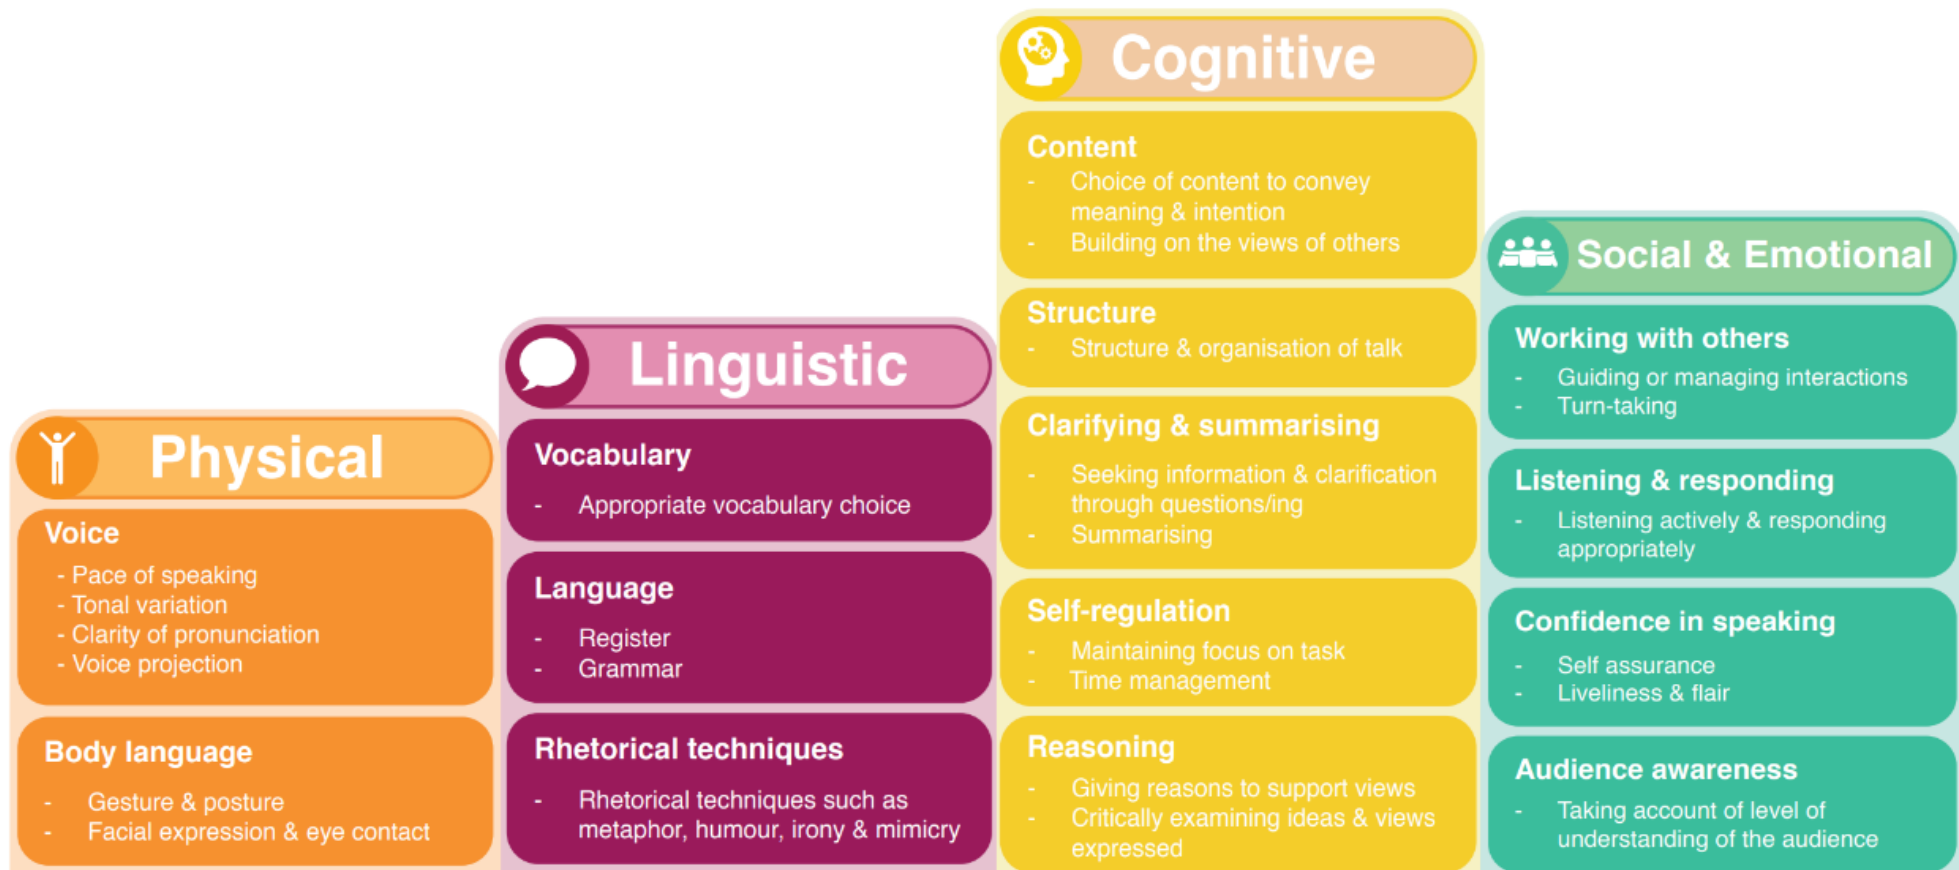 Physical
Voice
- Pace of speaking
- Tonal variation
- Clarity of pronunciation
- Voice projection
Body language
- Gesture & posture
- Facial expression & eye contact
Linguistic
Vocabulary
- Appropriate vocabulary choice
Language
- Register
- Grammar
Rhetorical techniques
- Rhetorical techniques such as
metaphor, humour, irony & mimicry
Cognitive
Content
- Choice of content to convey
meaning & intention
- Building on the views of others
Structure
- Structure & organisation of talk
Clarifying & summarising
- Seeking information & clarification
through questions/ing
- Summarising
Self-regulation
- Maintaining focus on task
- Time management
Reasoning
- Giving reasons to support views
- Critically examining ideas & views
expressed
Social & Emotional
Working with others
- Guiding or managing interactions
- Turn-taking
Listening & responding
- Listening actively & responding
appropriately
Confidence in speaking
- Self assurance
- Liveliness & flair
Audience awareness
- Taking account of level of
understanding of the audience